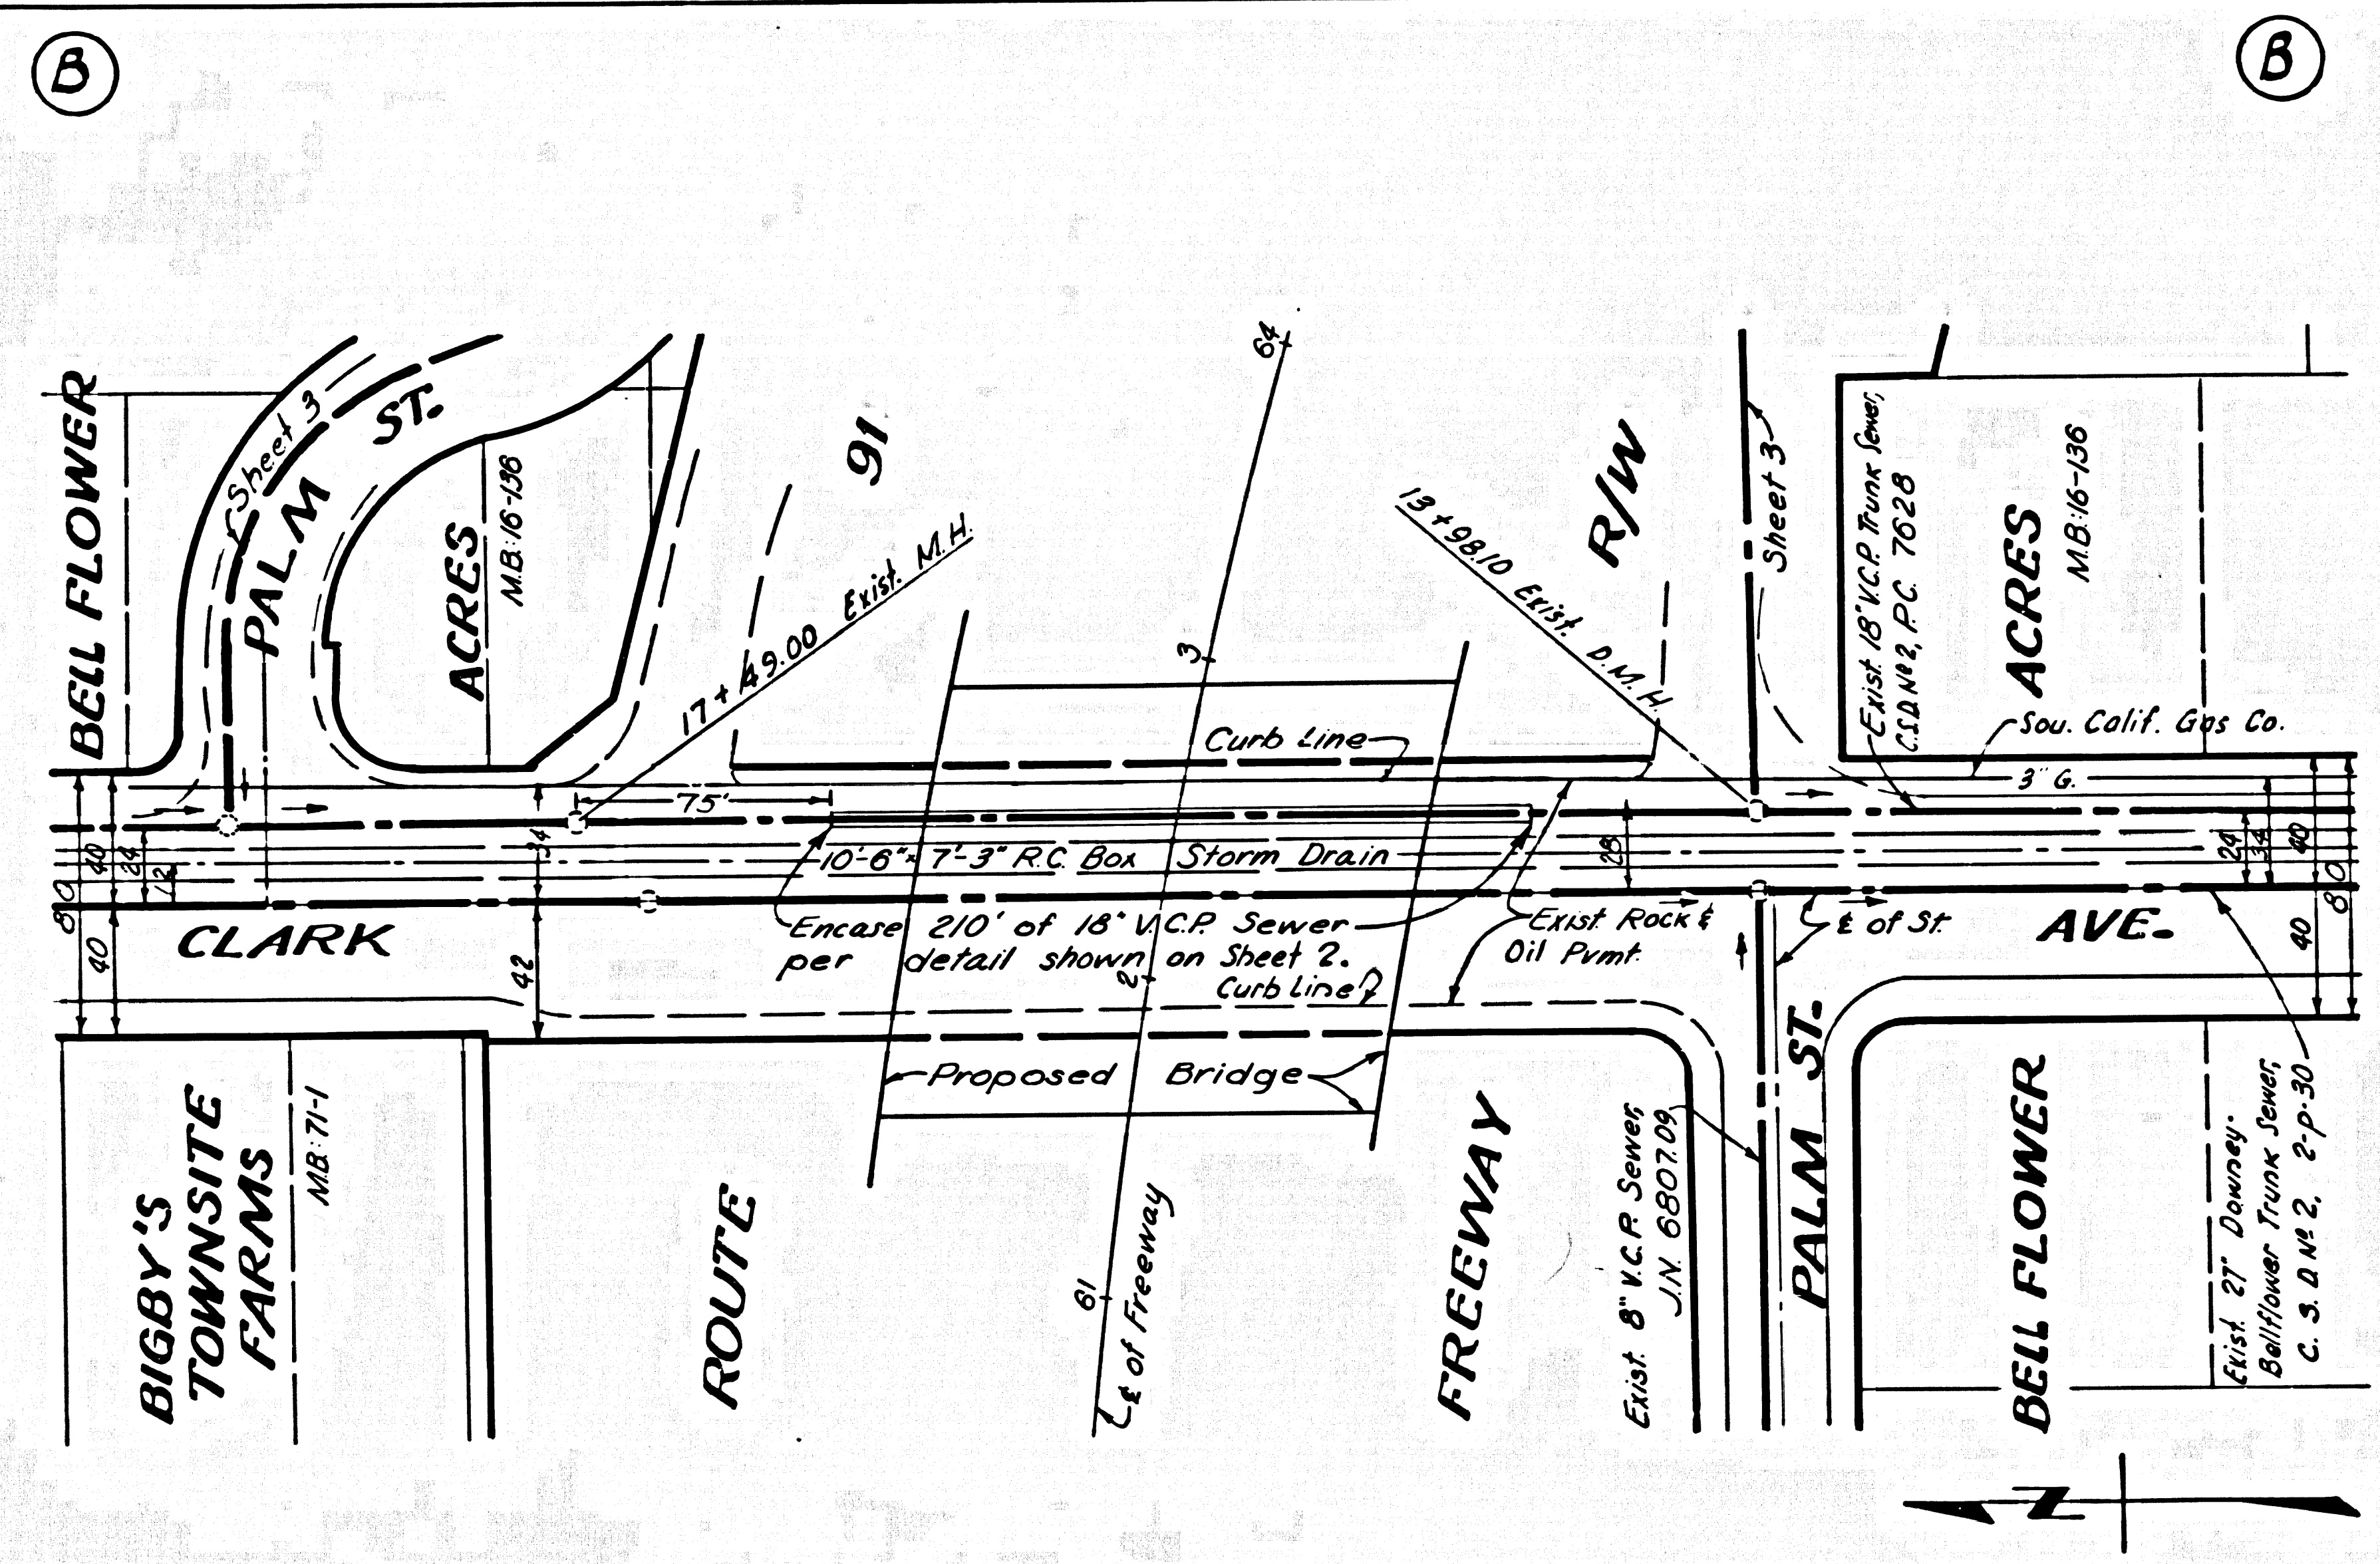 B
B
BELL FLOWER
Sheet 3
PALM ST.
ACRES
M.B.:16-136
91
17+49.00 Exist. M.H.
64
3
2
61
13+98.10 Exist. D.M.H.
R/W
Sheet 3
Exist. 18" V.C.P. Trunk Sewer,
C.S.D. Nº 2, P.C. 7628
ACRES
M.B.:16-136
Sou. Calif. Gas Co.
3" G.
Curb Line
75'
34
28
10'-6" x 7'-3" R.C. Box Storm Drain
80
40
24
12
40
24
34
40
80
40
CLARK
AVE.
42
Encase 210' of 18" V.C.P. Sewer
per detail shown on Sheet 2.
Curb Line
Exist. Rock &
Oil Pvmt.
℄ of St.
Proposed Bridge
BIGBY'S
TOWNSITE
FARMS
M.B.:71-1
ROUTE
℄ of Freeway
FREEWAY
Exist. 8" V.C.P. Sewer,
J.N. 6807.09
PALM ST.
BELL FLOWER
Exist. 27" Downey-
Bellflower Trunk Sewer,
C. S. D. Nº 2, 2-P-30
N